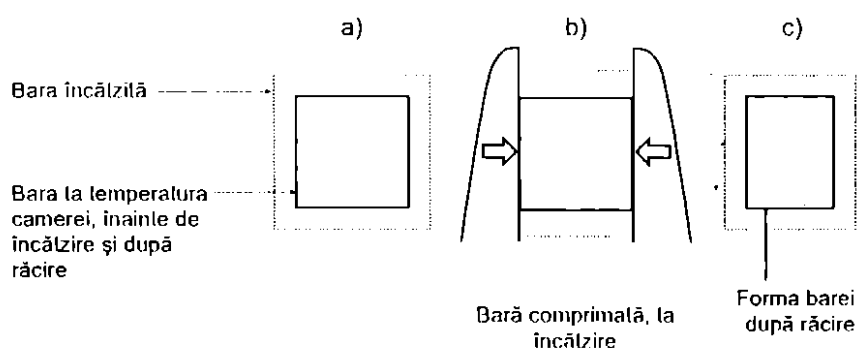 a)
b)
c)
Bara încălzită
Bara la temperatura
camerei, înainte de
încălzire și după
răcire
Bară comprimată, la
încălzire
Forma barei
după răcire